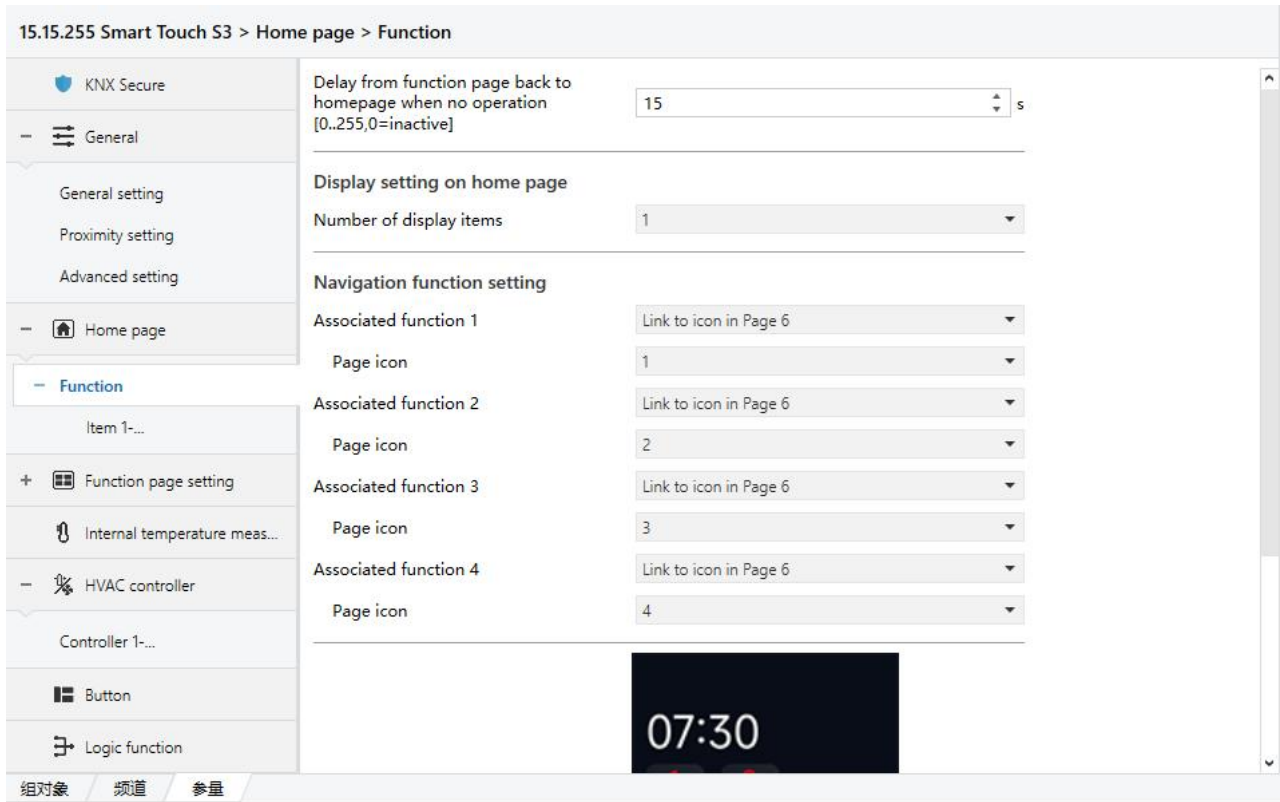 15.15.255 Smart Touch S3 > Home page > Function
KNX Secure
General
General setting
Proximity setting
Advanced setting
Home page
Function
Item 1-...
Function page setting
Internal temperature meas...
HVAC controller
Controller 1-...
Button
Logic function
Delay from function page back to
homepage when no operation
[0..255,0=inactive]
15
s
Display setting on home page
Number of display items
1
Navigation function setting
Associated function 1
Link to icon in Page 6
Page icon
1
Associated function 2
Link to icon in Page 6
Page icon
2
Associated function 3
Link to icon in Page 6
Page icon
3
Associated function 4
Link to icon in Page 6
Page icon
4
07:30
组对象
频道
参量